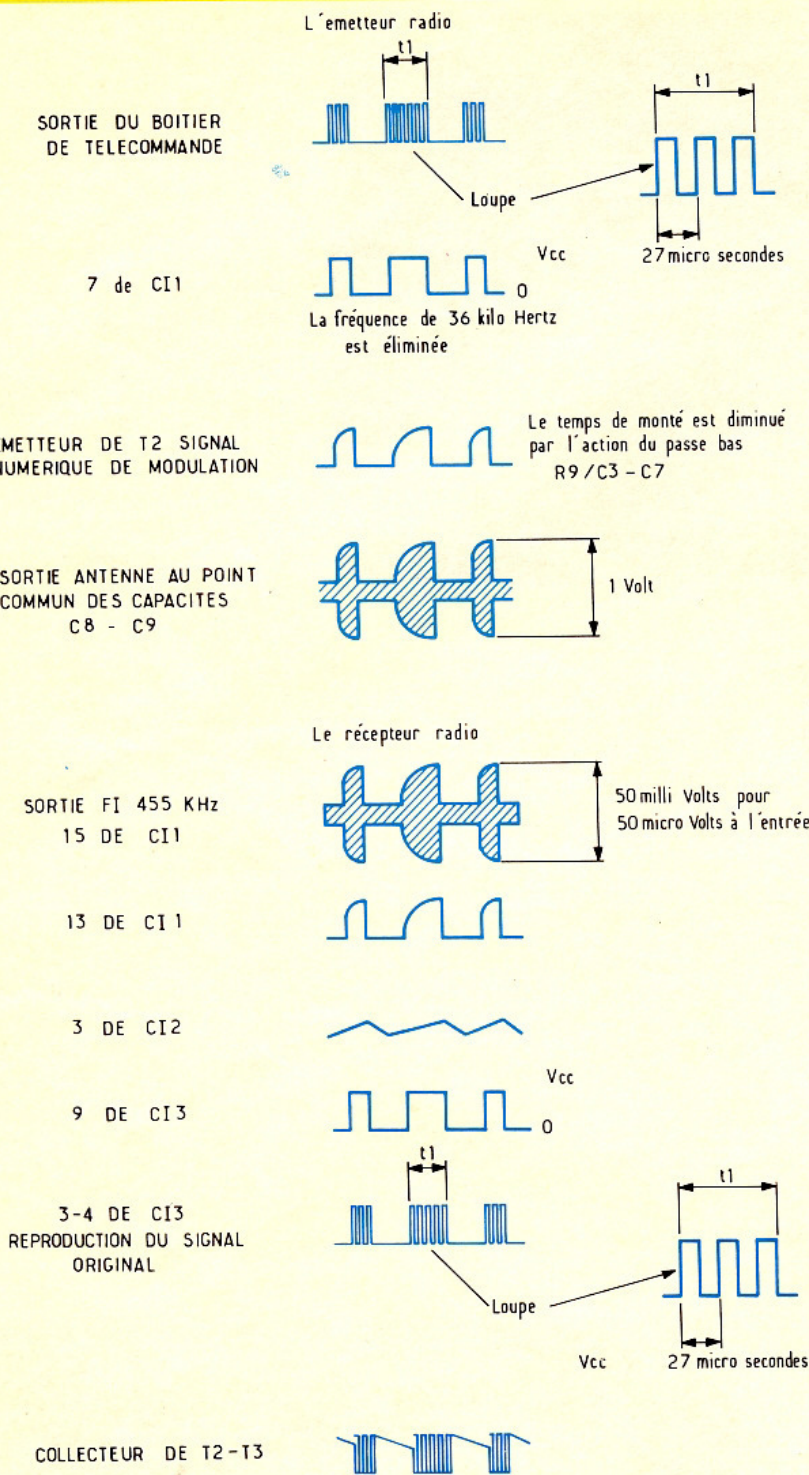 L'emetteur radio
t1
t1
SORTIE DU BOITIER
DE TELECOMMANDE
Loupe
27 micro secondes
7 de CI1
Vcc
0
La fréquence de 36 kilo Hertz
est éliminée
METTEUR DE T2 SIGNAL
NUMERIQUE DE MODULATION
Le temps de monté est diminué
par l'action du passe bas
R9/C3-C7
SORTIE ANTENNE AU POINT
COMMUN DES CAPACITES
C8 - C9
1 Volt
Le récepteur radio
SORTIE FI 455 KHz
15 DE CI1
50 milli Volts pour
50 micro Volts à l'entrée
13 DE CI1
3 DE CI2
9 DE CI3
Vcc
0
t1
t1
3-4 DE CI3
REPRODUCTION DU SIGNAL
ORIGINAL
Loupe
Vcc
27 micro secondes
COLLECTEUR DE T2-T3